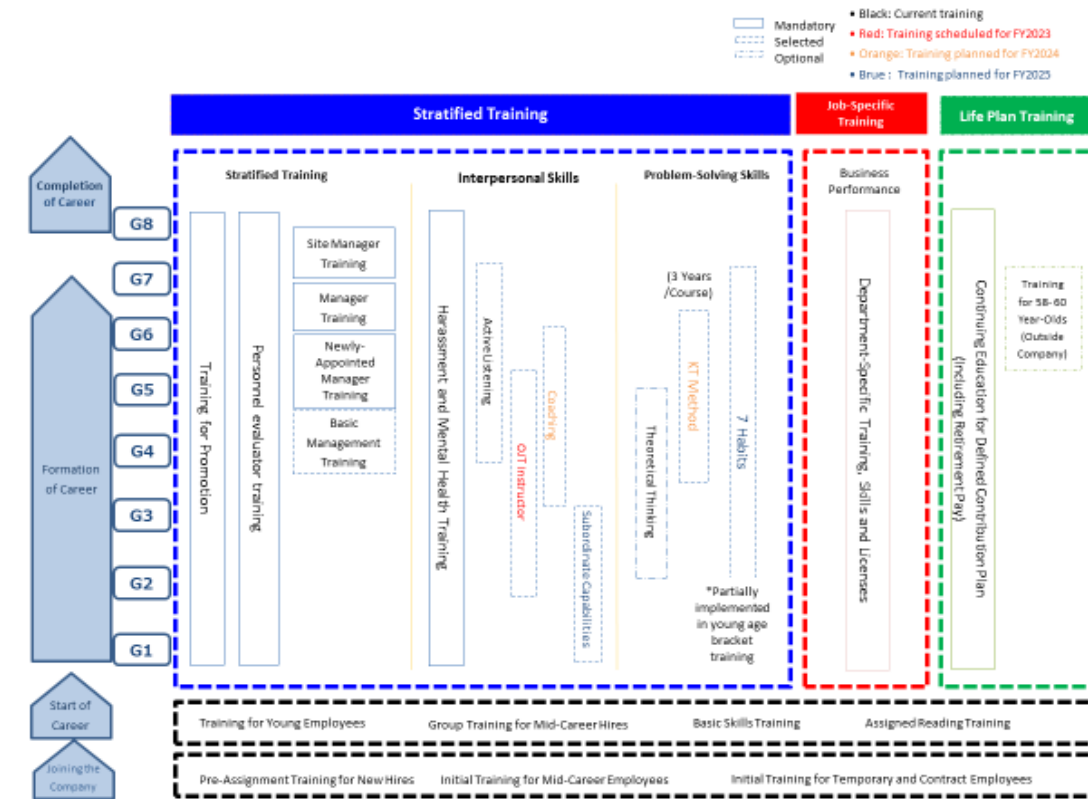 Mandatory
Selected
Optional
• Black: Current training
• Red: Training scheduled for FY2023
• Orange: Training planned for FY2024
• Brue : Training planned for FY2025
Stratified Training
Job-Specific
Training
Life Plan Training
Completion
of Career
Formation
of Career
Start of
Career
Joining the
Company
G8
G7
G6
G5
G4
G3
G2
G1
Stratified Training
Training for Promotion
Personnel evaluator training
Site Manager
Training
Manager
Training
Newly-
Appointed
Manager
Training
Basic
Management
Training
Interpersonal Skills
Harassment and Mental Health Training
Active Listening
OJT Instructor
Coaching
Subordinate Capabilities
Problem-Solving Skills
(3 Years
/Course)
Theoretical Thinking
KT Method
7 Habits
*Partially
implemented
in young age
bracket
training
Business
Performance
Department-Specific Training, Skills and Licenses
Continuing Education for Defined Contribution Plan
(Including Retirement Pay)
Training
for 58-60
Year-Olds
(Outside
Company)
Training for Young Employees
Group Training for Mid-Career Hires
Basic Skills Training
Assigned Reading Training
Pre-Assignment Training for New Hires
Initial Training for Mid-Career Employees
Initial Training for Temporary and Contract Employees